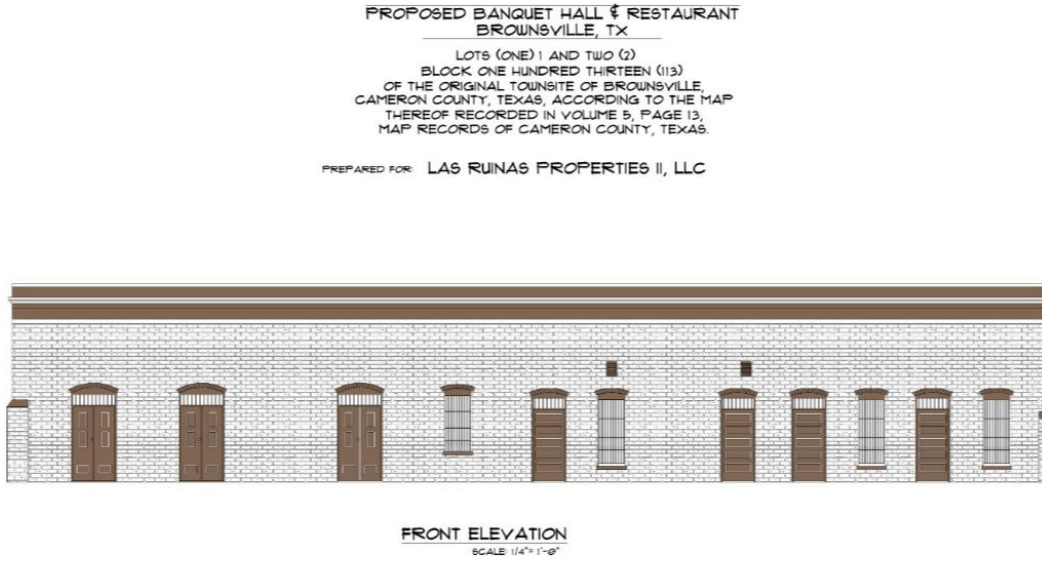 PROPOSED BANQUET HALL & RESTAURANT
BROWNSVILLE, TX
LOTS (ONE) 1 AND TWO (2)
BLOCK ONE HUNDRED THIRTEEN (113)
OF THE ORIGINAL TOWNSITE OF BROWNSVILLE,
CAMERON COUNTY, TEXAS, ACCORDING TO THE MAP
THEREOF RECORDED IN VOLUME 5, PAGE 13,
MAP RECORDS OF CAMERON COUNTY, TEXAS.
PREPARED FOR: LAS RUINAS PROPERTIES II, LLC
FRONT ELEVATION
SCALE: 1/4"= 1'-0"